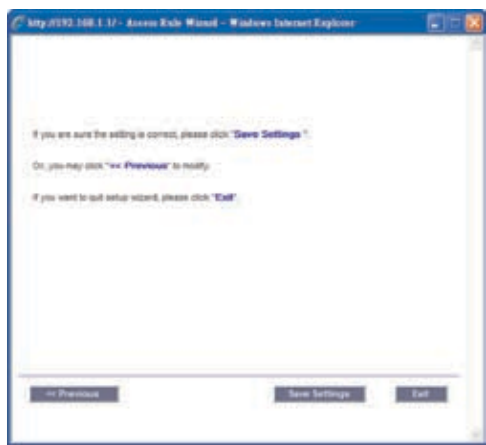 http://192.168.1.1/ - Access Rule Wizard - Windows Internet Explorer
If you are sure the setting is correct, please click "Save Settings ".
Or, you may click "<< Previous" to modify.
If you want to quit setup wizard, please click "Exit".
<< Previous
Save Settings
Exit